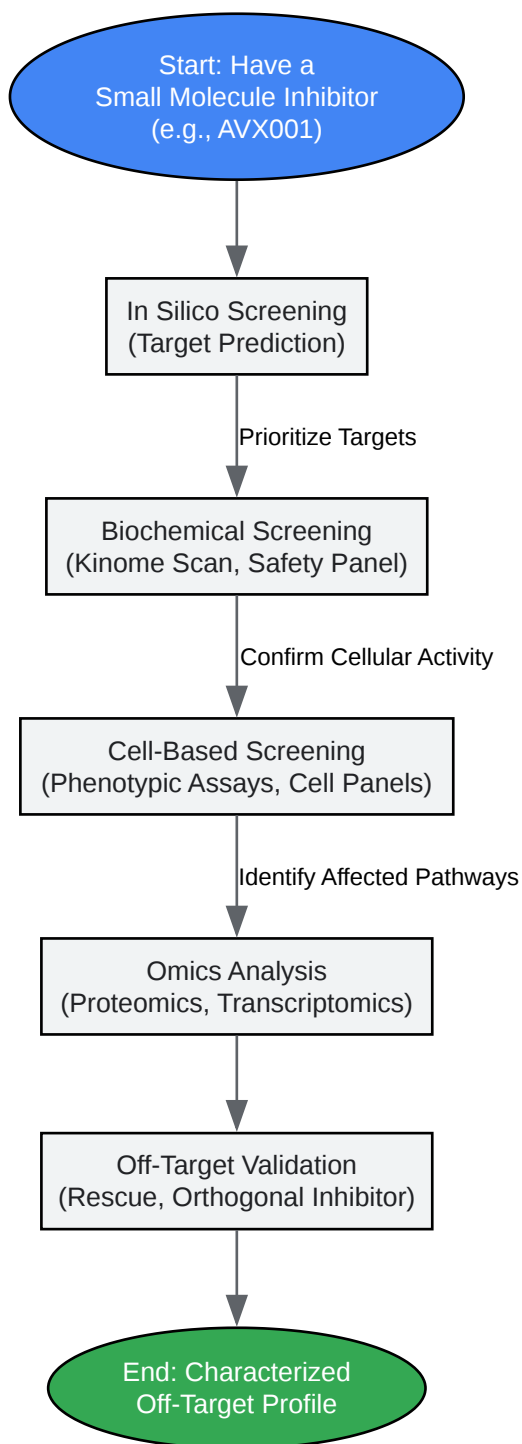 Start: Have a
Small Molecule Inhibitor
(e.g., AVX001)
In Silico Screening
(Target Prediction)
Prioritize Targets
Biochemical Screening
(Kinome Scan, Safety Panel)
Confirm Cellular Activity
Cell-Based Screening
(Phenotypic Assays, Cell Panels)
Identify Affected Pathways
Omics Analysis
(Proteomics, Transcriptomics)
Off-Target Validation
(Rescue, Orthogonal Inhibitor)
End: Characterized
Off-Target Profile